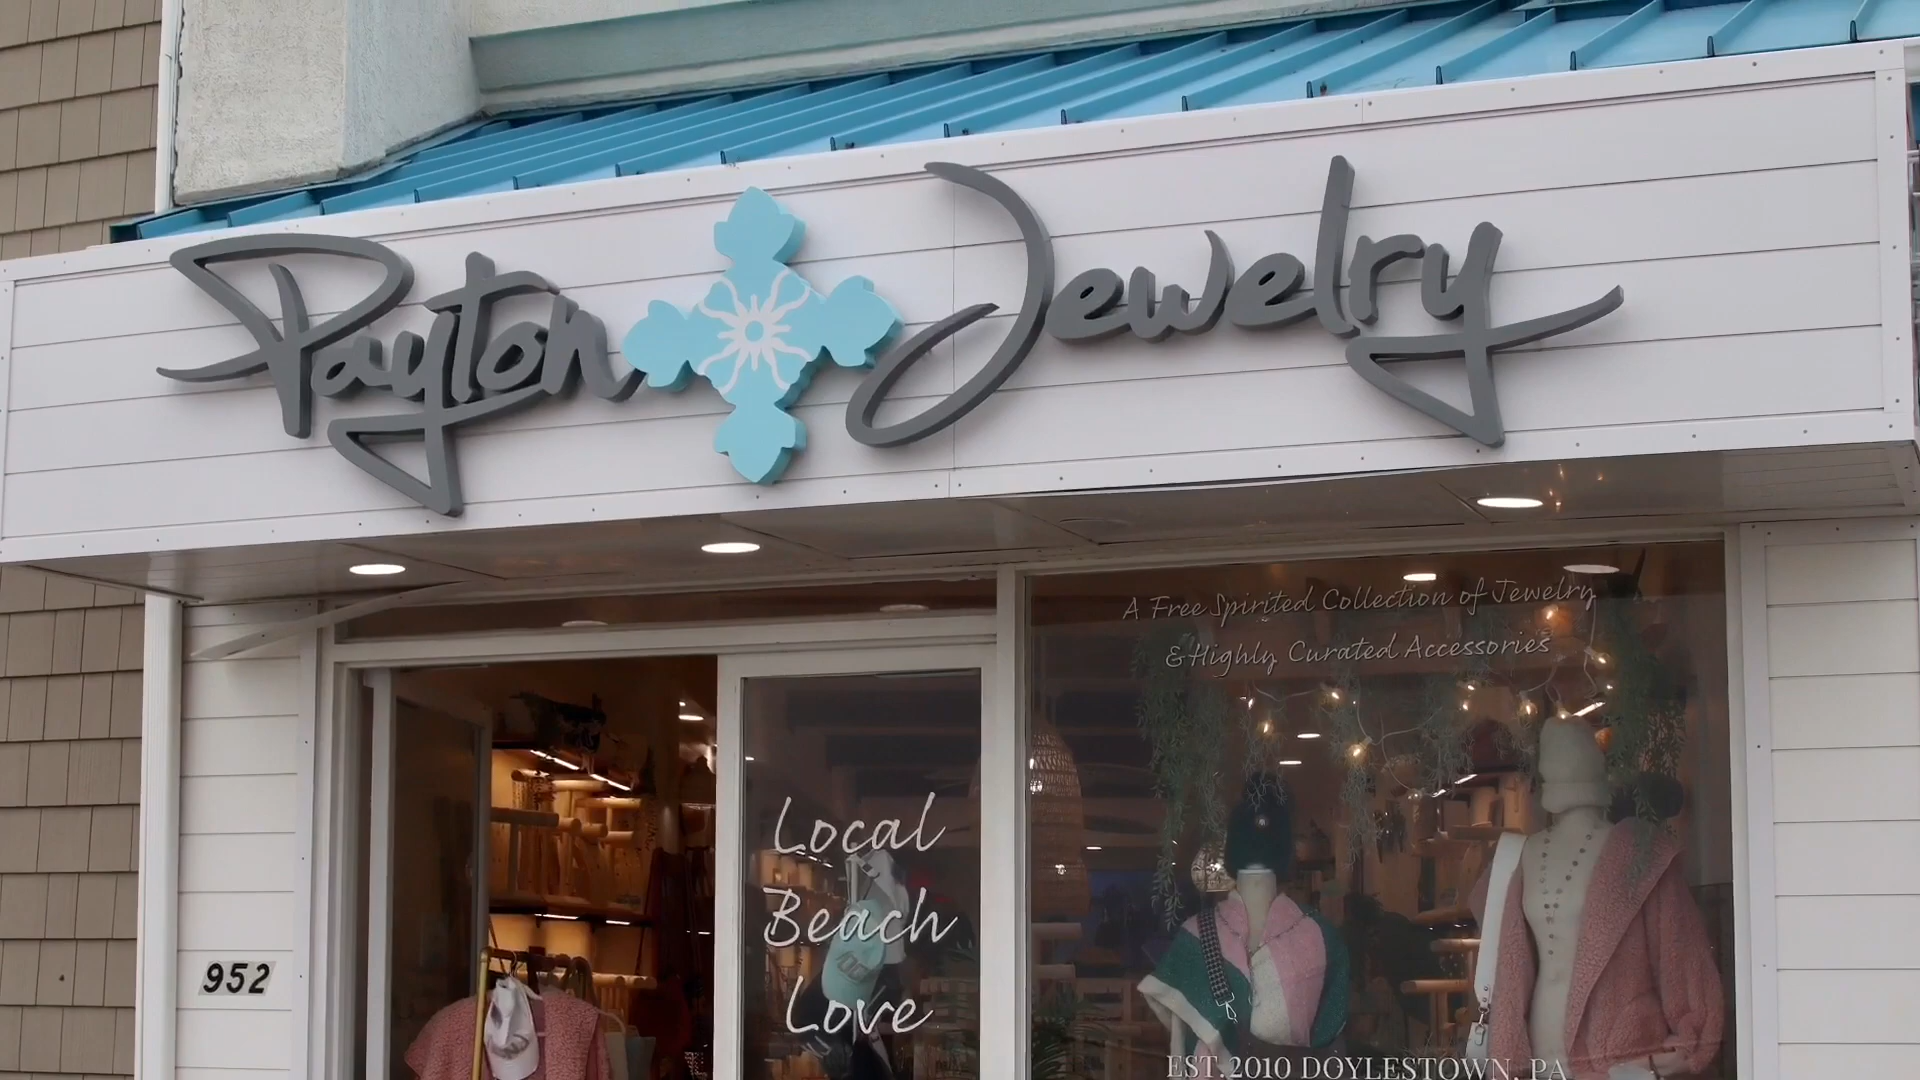 Payton Jewelry
A Free Spirited Collection of Jewelry
& Highly Curated Accessories
Local
Beach
Love
952
EST. 2010 DOYLESTOWN, PA